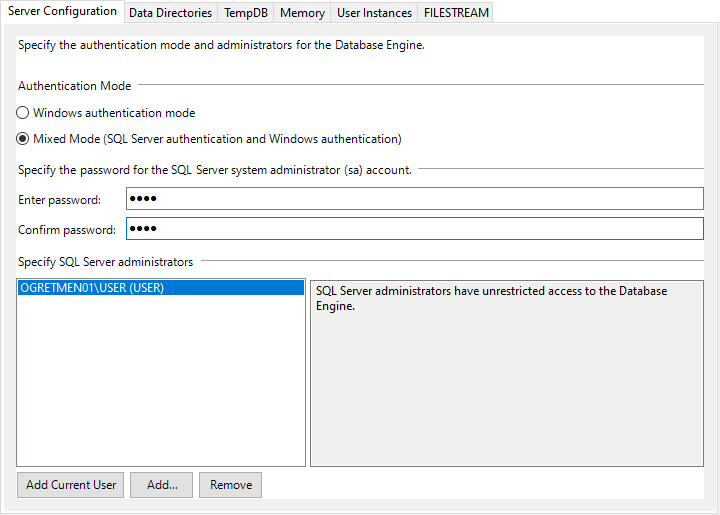 Server Configuration Data Directories TempDB Memory User Instances FILESTREAM
Specify the authentication mode and administrators for the Database Engine.
Authentication Mode
Windows authentication mode
Mixed Mode (SQL Server authentication and Windows authentication)
Specify the password for the SQL Server system administrator (sa) account.
Enter password: ●●●●
Confirm password: ●●●●
Specify SQL Server administrators
OGRETMEN01\USER (USER)
SQL Server administrators have unrestricted access to the Database
Engine.
Add Current User Add... Remove